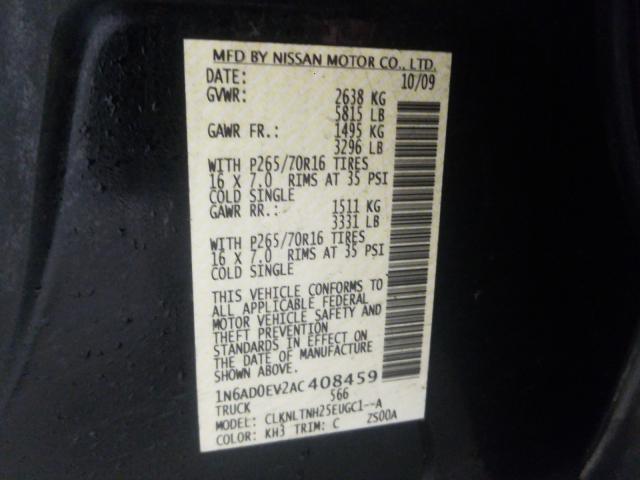 MFD BY NISSAN MOTOR CO., LTD.
DATE: 10/09
GVWR: 2638 KG
5815 LB
GAWR FR.: 1495 KG
3296 LB
WITH P265/70R16 TIRES
16 X 7.0 RIMS AT 35 PSI
COLD SINGLE
GAWR RR.: 1511 KG
3331 LB
WITH P265/70R16 TIRES
16 X 7.0 RIMS AT 35 PSI
COLD SINGLE
THIS VEHICLE CONFORMS TO
ALL APPLICABLE FEDERAL
MOTOR VEHICLE SAFETY AND
THEFT PREVENTION
STANDARDS IN EFFECT ON
THE DATE OF MANUFACTURE
SHOWN ABOVE.
1N6AD0EV2AC408459
TRUCK 566
MODEL: CLKNLTNH25EUGC1--A
COLOR: KH3 TRIM: C ZS00A